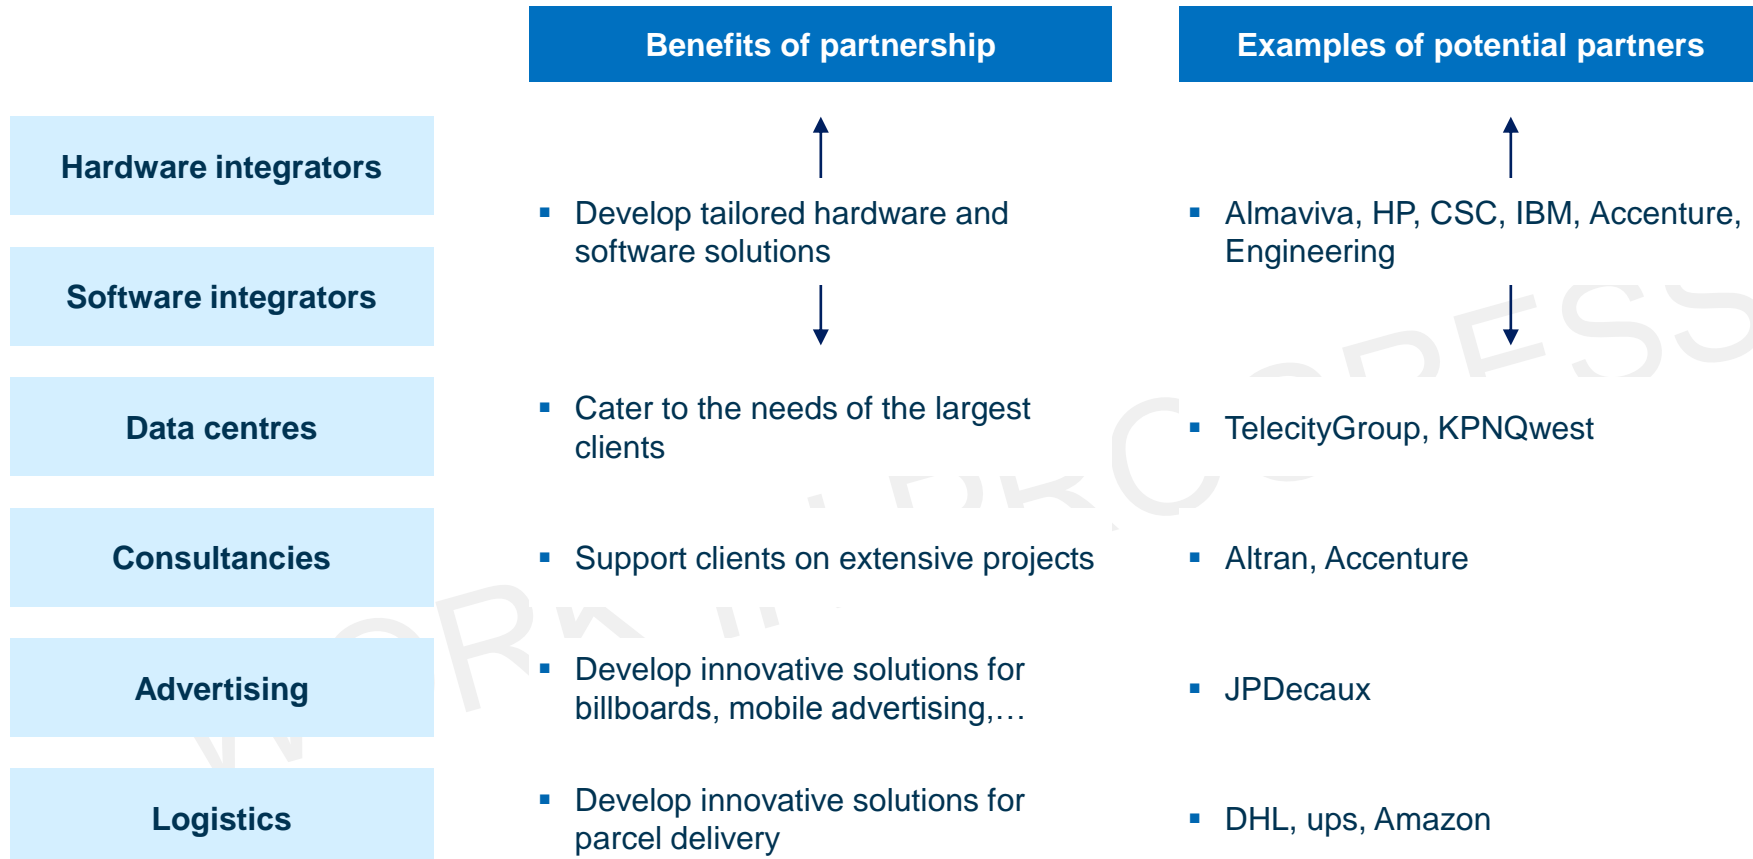 Benefits of partnership
Examples of potential partners
Hardware integrators
Software integrators
▪ Develop tailored hardware and
software solutions
▪ Almaviva, HP, CSC, IBM, Accenture,
Engineering
Data centres
▪ Cater to the needs of the largest
clients
▪ TelecityGroup, KPNQwest
Consultancies
▪ Support clients on extensive projects
▪ Altran, Accenture
Advertising
▪ Develop innovative solutions for
billboards, mobile advertising,…
▪ JPDecaux
Logistics
▪ Develop innovative solutions for
parcel delivery
▪ DHL, ups, Amazon